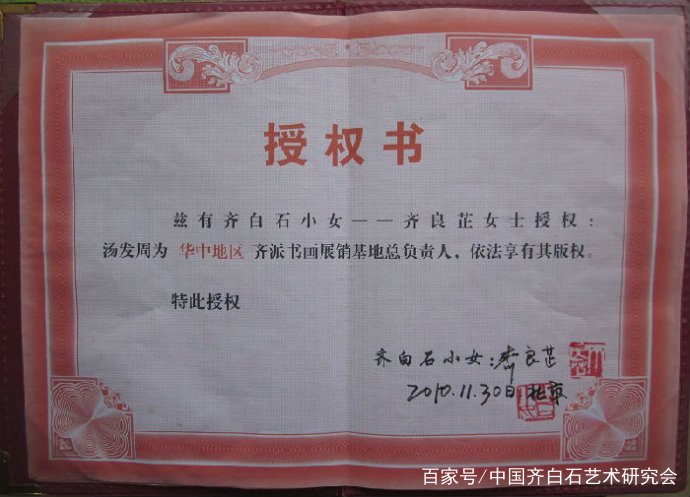 授权书
兹有齐白石小女——齐良芷女士授权：
汤发周为 华中地区 齐派书画展销基地总负责人，依法享有其版权。
特此授权
齐白石小女：齐良芷
2010.11.30日 北京
百家号/中国齐白石艺术研究会